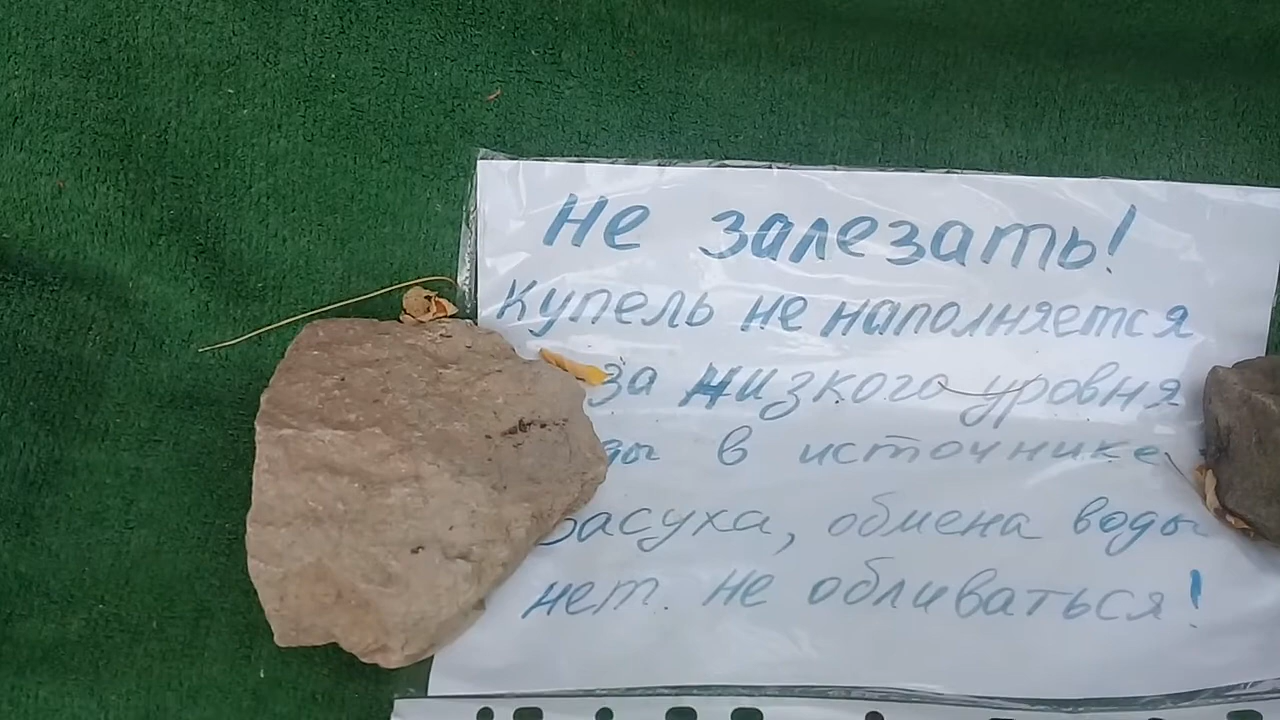 Не залезать!
Купель не наполняется
за низкого уровня
в источнике
засуха, обмена воды
нет. не обливаться!